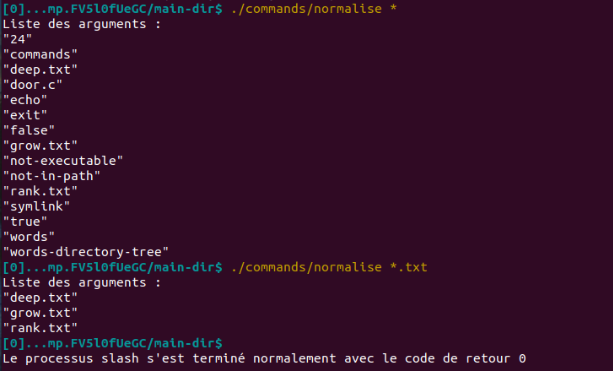 [0]...mp.FV5l0fUeGC/main-dir$ ./commands/normalise *
Liste des arguments :
"24"
"commands"
"deep.txt"
"door.c"
"echo"
"exit"
"false"
"grow.txt"
"not-executable"
"not-in-path"
"rank.txt"
"symlink"
"true"
"words"
"words-directory-tree"
[0]...mp.FV5l0fUeGC/main-dir$ ./commands/normalise *.txt
Liste des arguments :
"deep.txt"
"grow.txt"
"rank.txt"
[0]...mp.FV5l0fUeGC/main-dir$
Le processus slash s'est terminé normalement avec le code de retour 0